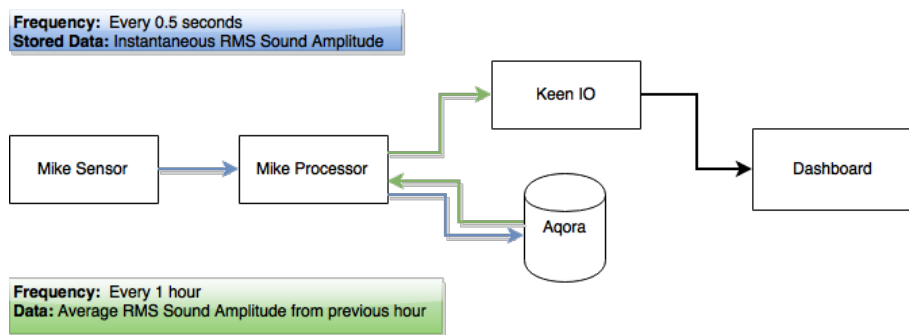 Frequency: Every 0.5 seconds
Stored Data: Instantaneous RMS Sound Amplitude
Keen IO
Mike Sensor
Mike Processor
Dashboard
Aqora
Frequency: Every 1 hour
Data: Average RMS Sound Amplitude from previous hour